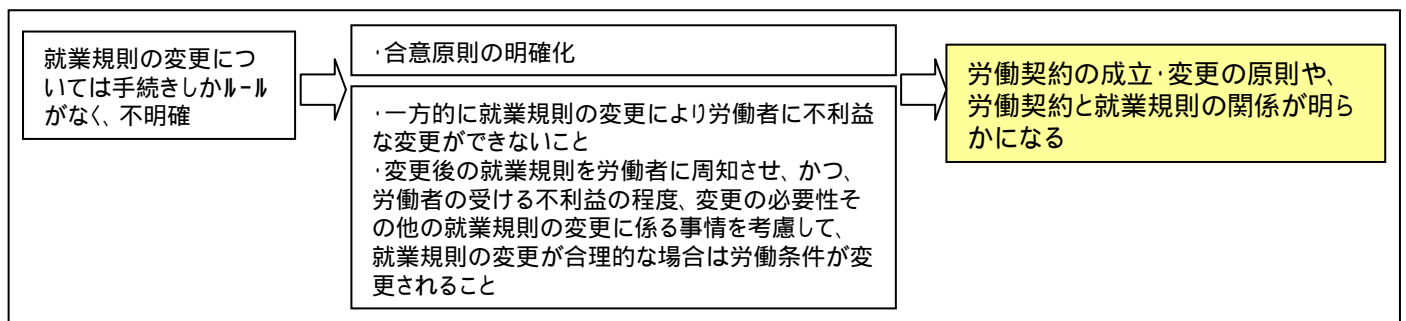 就業規則の変更につ
いては手続きしかルール
がなく、不明確
・合意原則の明確化
・一方的に就業規則の変更により労働者に不利益
な変更ができないこと
・変更後の就業規則を労働者に周知させ、かつ、
労働者の受ける不利益の程度、変更の必要性そ
の他の就業規則の変更に係る事情を考慮して、
就業規則の変更が合理的な場合は労働条件が変
更されること
労働契約の成立・変更の原則や、
労働契約と就業規則の関係が明ら
かになる